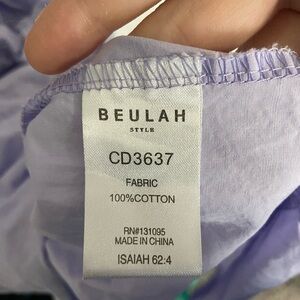 BEULAH
STYLE
CD3637
FABRIC
100%COTTON
RN#131095
MADE IN CHINA
ISAIAH 62:4